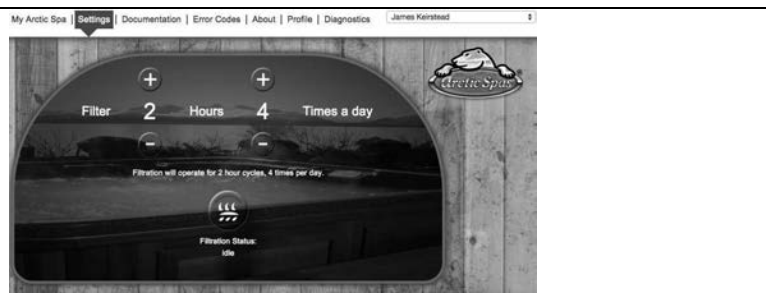 My Arctic Spa | Settings | Documentation | Error Codes | About | Profile | Diagnostics James Keirstead
Arctic Spas
+ +
Filter 2 Hours 4 Times a day
- -
Filtration will operate for 2 hour cycles, 4 times per day.
Filtration Status:
Idle